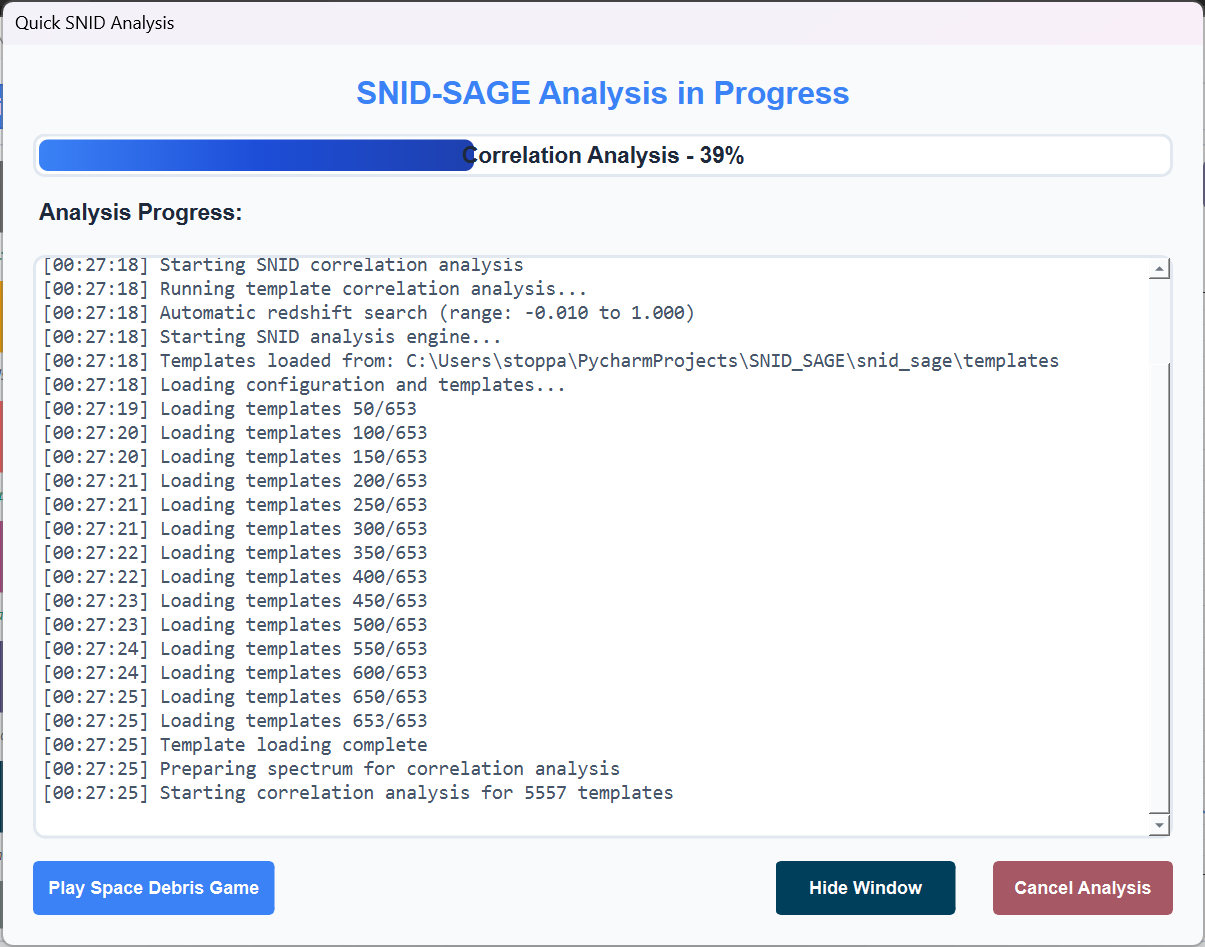 Quick SNID Analysis
SNID-SAGE Analysis in Progress
Correlation Analysis - 39%
Analysis Progress:
[00:27:18] Starting SNID correlation analysis
[00:27:18] Running template correlation analysis...
[00:27:18] Automatic redshift search (range: -0.010 to 1.000)
[00:27:18] Starting SNID analysis engine...
[00:27:18] Templates loaded from: C:\Users\stoppa\PycharmProjects\SNID_SAGE\snid_sage\templates
[00:27:18] Loading configuration and templates...
[00:27:19] Loading templates 50/653
[00:27:20] Loading templates 100/653
[00:27:20] Loading templates 150/653
[00:27:21] Loading templates 200/653
[00:27:21] Loading templates 250/653
[00:27:21] Loading templates 300/653
[00:27:22] Loading templates 350/653
[00:27:22] Loading templates 400/653
[00:27:23] Loading templates 450/653
[00:27:23] Loading templates 500/653
[00:27:24] Loading templates 550/653
[00:27:24] Loading templates 600/653
[00:27:25] Loading templates 650/653
[00:27:25] Loading templates 653/653
[00:27:25] Template loading complete
[00:27:25] Preparing spectrum for correlation analysis
[00:27:25] Starting correlation analysis for 5557 templates
Play Space Debris Game
Hide Window
Cancel Analysis